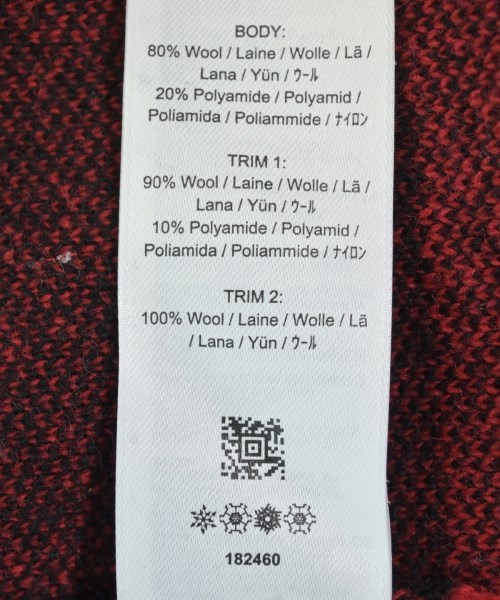 BODY:
80% Wool / Laine / Wolle / Lã /
Lana / Yün / ウール
20% Polyamide / Polyamid /
Poliamida / Poliammide / ナイロン
TRIM 1:
90% Wool / Laine / Wolle / Lã /
Lana / Yün / ウール
10% Polyamide / Polyamid /
Poliamida / Poliammide / ナイロン
TRIM 2:
100% Wool / Laine / Wolle / Lã
/ Lana / Yün / ウール
182460